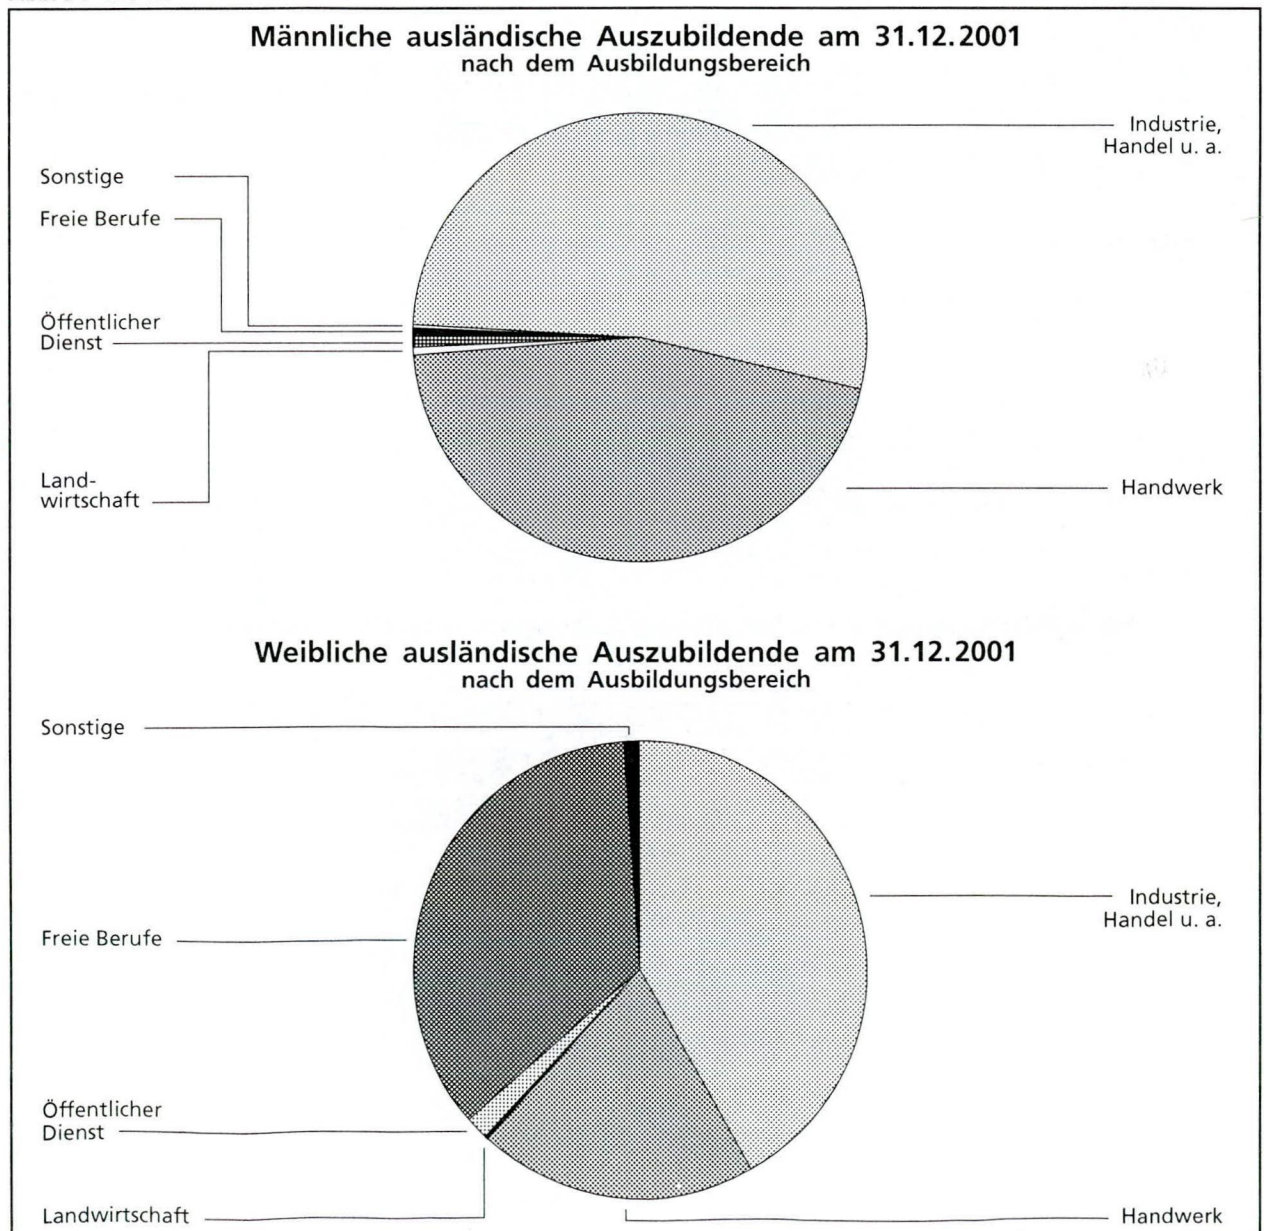 Männliche ausländische Auszubildende am 31.12.2001
nach dem Ausbildungsbereich
Industrie,
Handel u. a.
Sonstige
Freie Berufe
Öffentlicher
Dienst
Land-
wirtschaft
Handwerk
Weibliche ausländische Auszubildende am 31.12.2001
nach dem Ausbildungsbereich
Sonstige
Industrie,
Handel u. a.
Freie Berufe
Öffentlicher
Dienst
Landwirtschaft
Handwerk